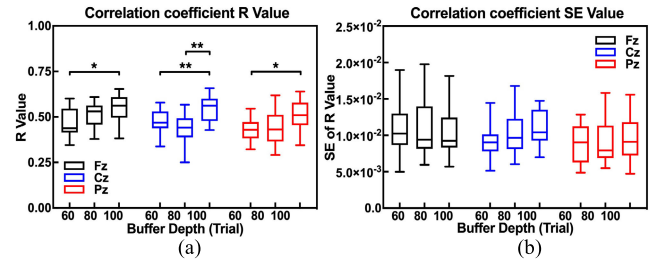 Correlation coefficient R Value
R Value
1.00
0.75
0.50
0.25
0.00
*
**
**
*
Fz
Cz
Pz
60 80 100 60 80 100 60 80 100
Buffer Depth (Trial)
(a)
Correlation coefficient SE Value
SE of R Value
2.5×10⁻²
2.0×10⁻²
1.5×10⁻²
1.0×10⁻²
5.0×10⁻³
0.0
Fz
Cz
Pz
60 80 100 60 80 100 60 80 100
Buffer Depth (Trial)
(b)